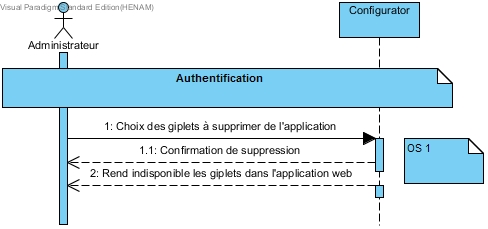 Visual Paradigm Standard Edition(HENAM)
Administrateur
Configurator
Authentification
1: Choix des giplets à supprimer de l'application
1.1: Confirmation de suppression
OS 1
2: Rend indisponible les giplets dans l'application web